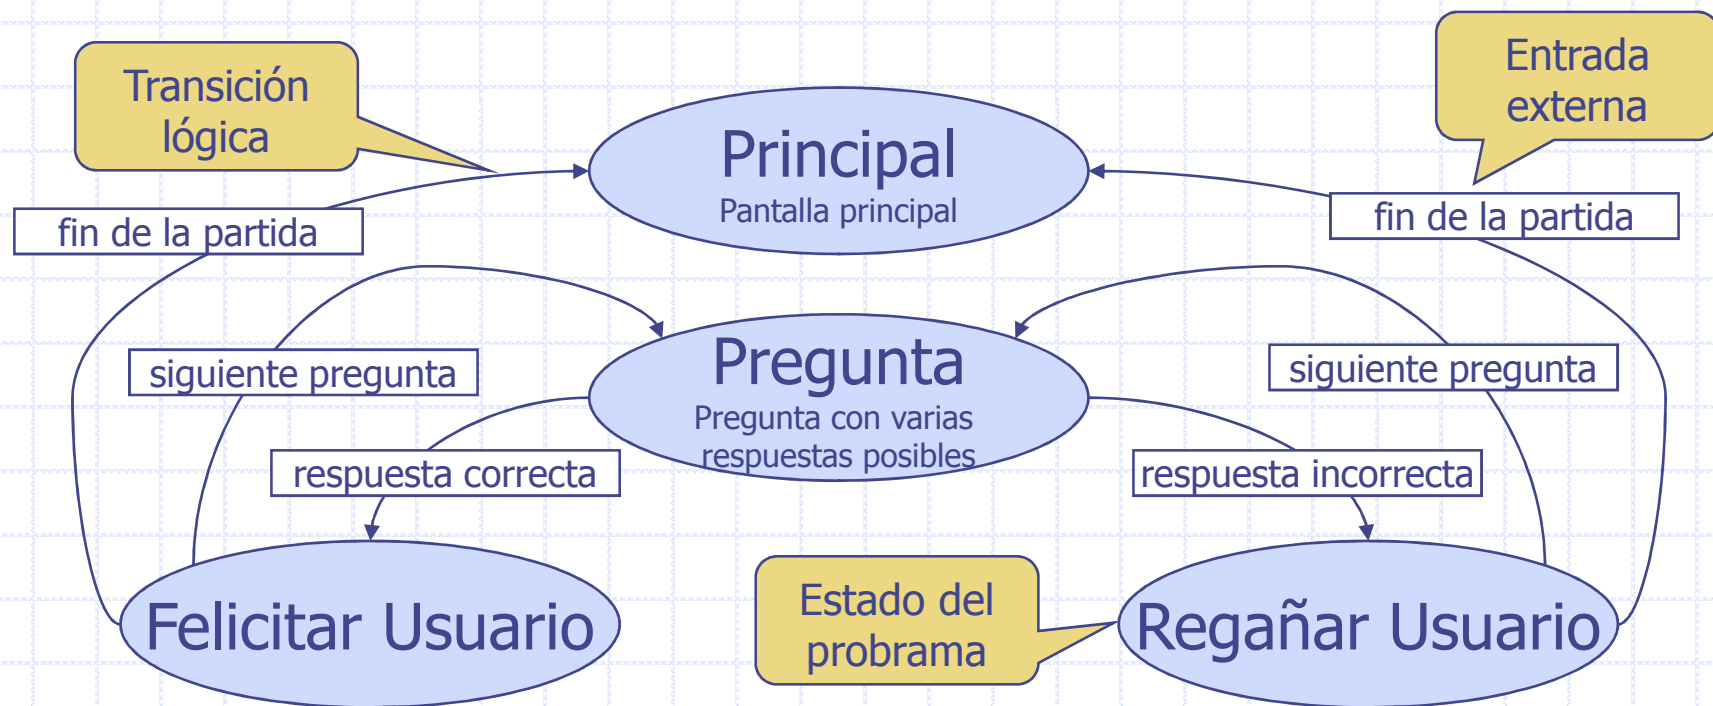 Transición
lógica
Entrada
externa
Principal
Pantalla principal
fin de la partida
fin de la partida
Pregunta
Pregunta con varias
respuestas posibles
siguiente pregunta
siguiente pregunta
respuesta correcta
respuesta incorrecta
Estado del
probrama
Felicitar Usuario
Regañar Usuario